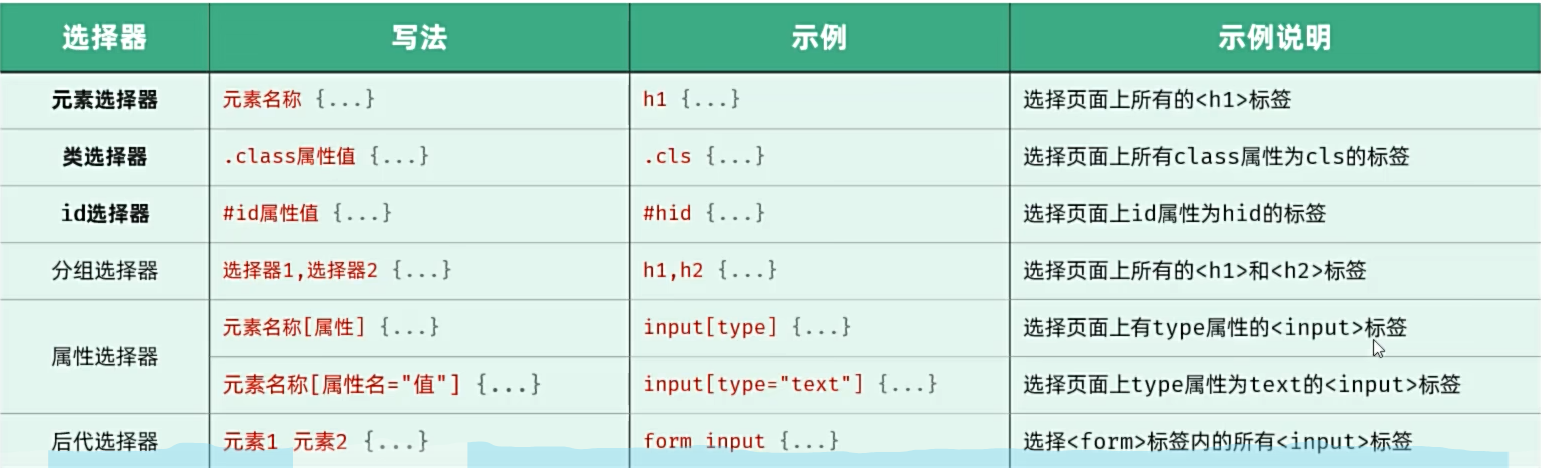 选择器 写法 示例 示例说明
元素选择器 元素名称 {...} h1 {...} 选择页面上所有的<h1>标签
类选择器 .class属性值 {...} .cls {...} 选择页面上所有class属性为cls的标签
id选择器 #id属性值 {...} #hid {...} 选择页面上id属性为hid的标签
分组选择器 选择器1,选择器2 {...} h1,h2 {...} 选择页面上所有的<h1>和<h2>标签
属性选择器 元素名称[属性] {...} input[type] {...} 选择页面上有type属性的<input>标签
元素名称[属性名="值"] {...} input[type="text"] {...} 选择页面上type属性为text的<input>标签
后代选择器 元素1 元素2 {...} form input {...} 选择<form>标签内的所有<input>标签